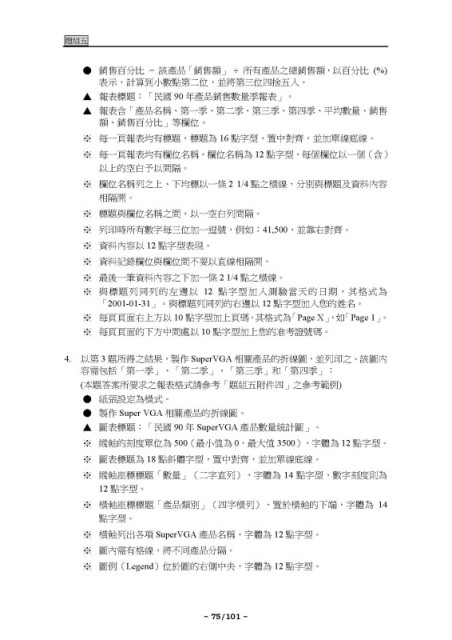 題組五
● 銷售百分比 = 該產品「銷售額」 ÷ 所有產品之總銷售額，以百分比 (%)
表示，計算到小數點第二位，並將第三位四捨五入。
▲ 報表標題：「民國 90 年產品銷售數量季報表」。
▲ 報表含「產品名稱、第一季、第二季、第三季、第四季、平均數量、銷售
額、銷售百分比」等欄位。
※ 每一頁報表均有標題，標題為 16 點字型，置中對齊，並加單線底線。
※ 每一頁報表均有欄位名稱，欄位名稱為 12 點字型，每個欄位以一個（含）
以上的空白予以間隔。
※ 欄位名稱列之上、下均標以一條 2 1/4 點之橫線，分別與標題及資料內容
相隔開。
※ 標題與欄位名稱之間，以一空白列間隔。
※ 列印時所有數字每三位加一逗號，例如：41,500，並靠右對齊。
※ 資料內容以 12 點字型表現。
※ 資料記錄欄位與欄位間不要以直線相隔開。
※ 最後一筆資料內容之下加一條 2 1/4 點之橫線。
※ 與標題列同列的左邊以 12 點字型加入測驗當天的日期，其格式為
「2001-01-31」。與標題列同列的右邊以 12 點字型加入您的姓名。
※ 每頁頁面右上方以 10 點字型加上頁碼，其格式為「Page X」，如「Page 1」。
※ 每頁頁面的下方中間處以 10 點字型加上您的准考證號碼。
4. 以第 3 題所得之結果，製作 SuperVGA 相關產品的折線圖，並列印之。該圖內
容需包括「第一季」、「第二季」、「第三季」和「第四季」：
(本題答案所要求之報表格式請參考「題組五附件四」之參考範例)
● 紙張設定為橫式。
● 製作 Super VGA 相關產品的折線圖。
▲ 圖表標題：「民國 90 年 SuperVGA 產品數量統計圖」。
※ 縱軸的刻度單位為 500（最小值為 0，最大值 3500），字體為 12 點字型。
※ 圖表標題為 18 點斜體字型，置中對齊，並加單線底線。
※ 縱軸座標標題「數量」（二字直列），字體為 14 點字型，數字刻度則為
12 點字型。
※ 橫軸座標標題「產品類別」（四字橫列），置於橫軸的下端，字體為 14
點字型。
※ 橫軸列出各項 SuperVGA 產品名稱，字體為 12 點字型。
※ 圖內需有格線，將不同產品分隔。
※ 圖例（Legend）位於圖的右側中央，字體為 12 點字型。
~ 75/101 ~